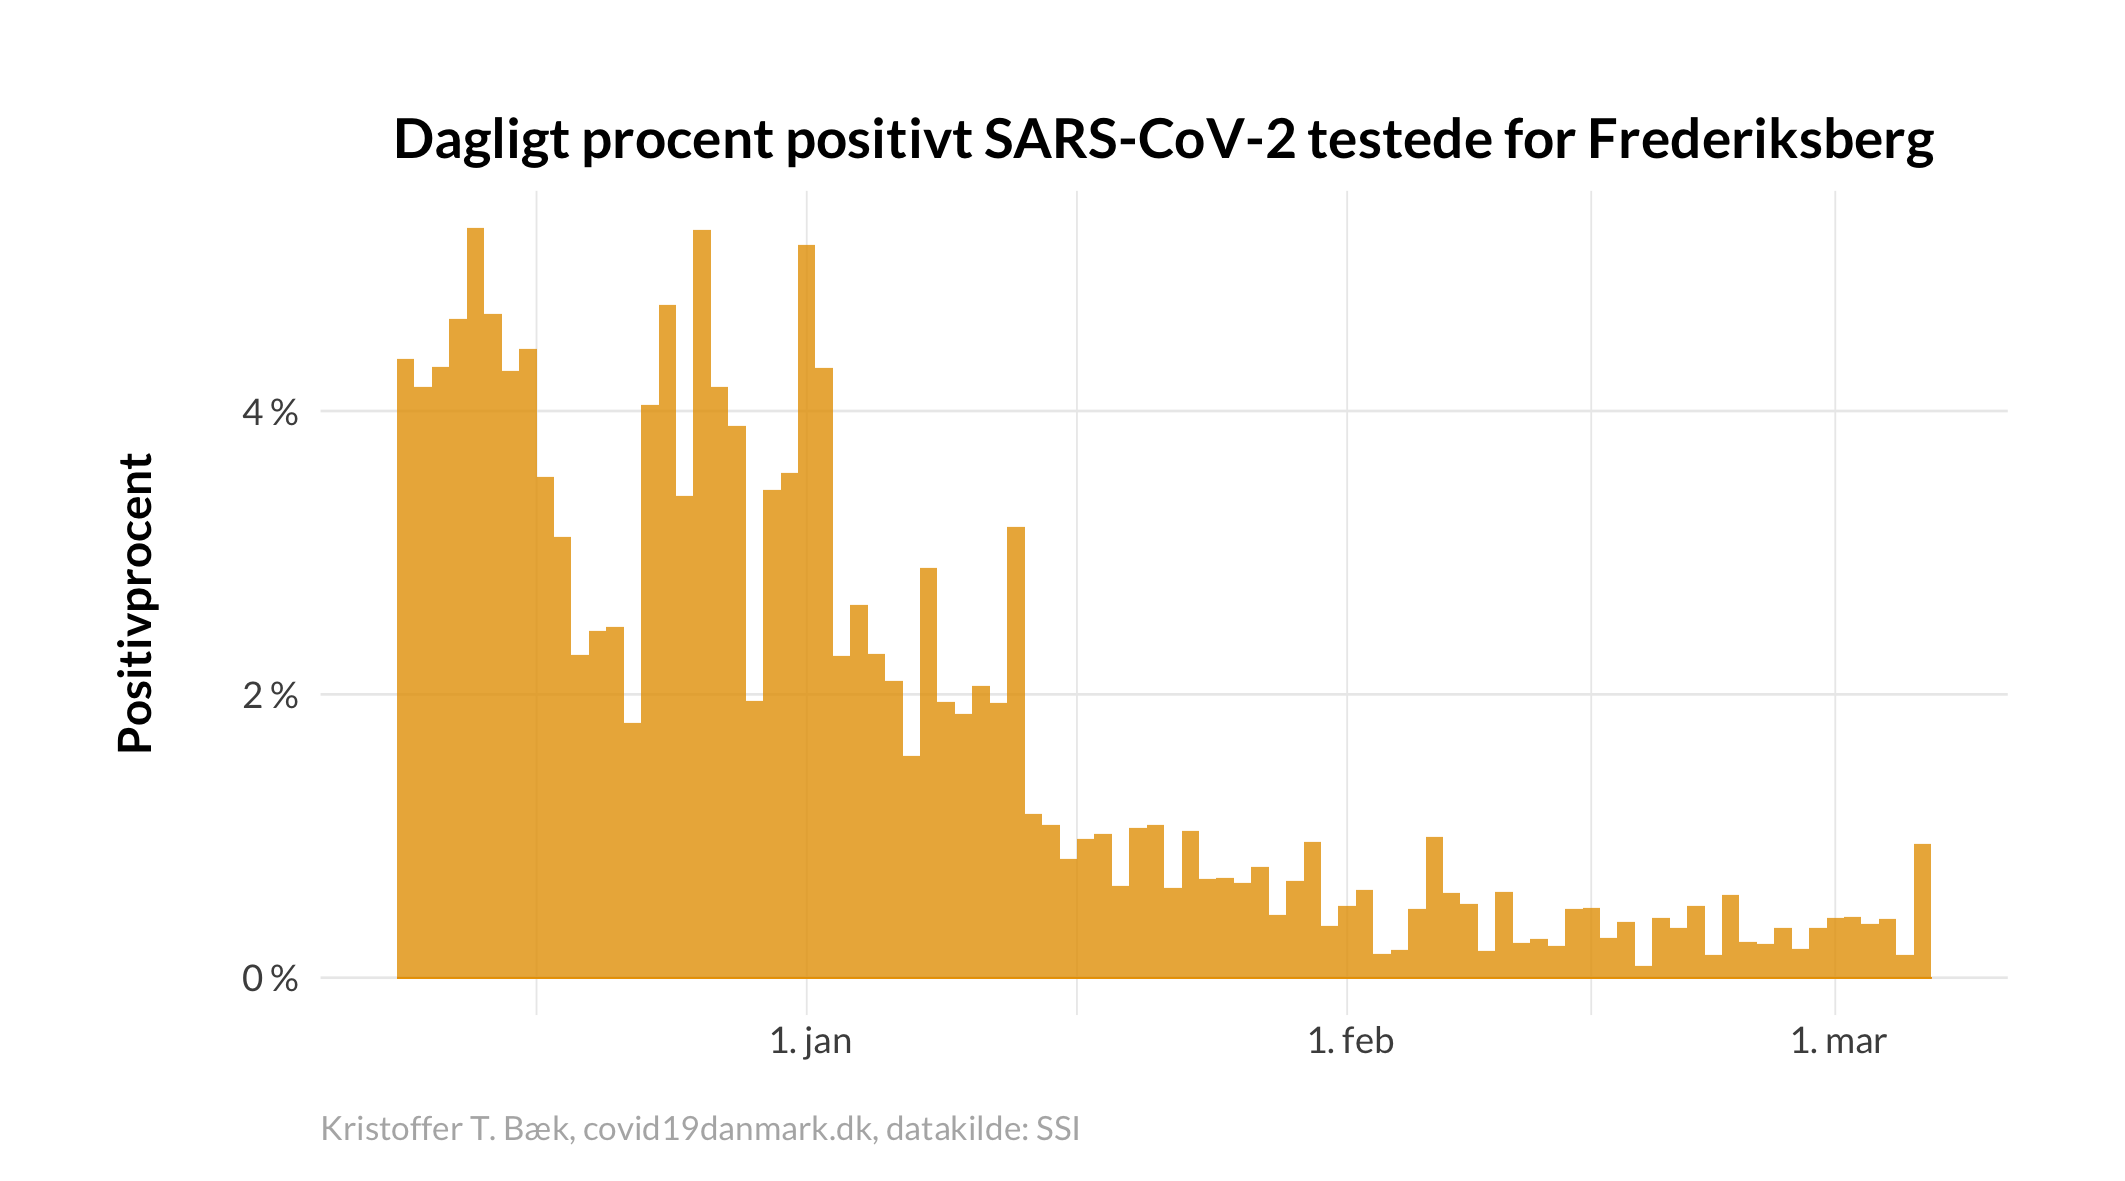 Dagligt procent positivt SARS-CoV-2 testede for Frederiksberg
Positivprocent
4 %
2 %
0 %
1. jan
1. feb
1. mar
Kristoffer T. Bæk, covid19danmark.dk, datakilde: SSI